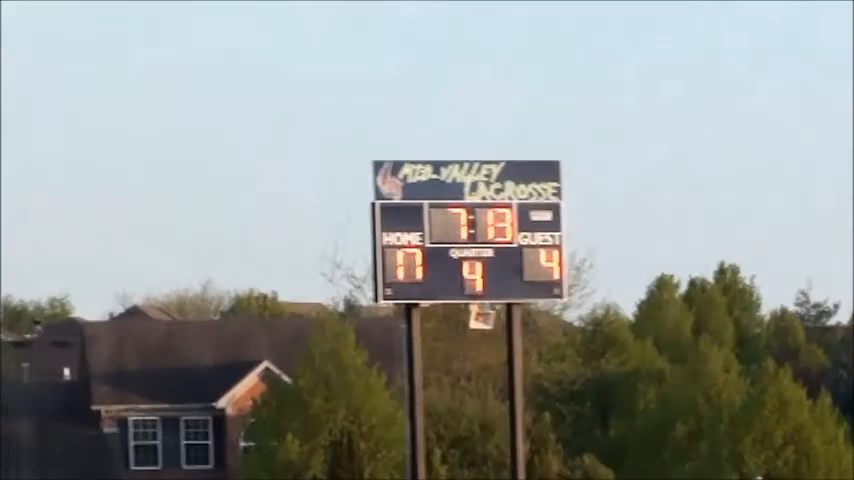 MID-VALLEY
LACROSSE
7:13
HOME GUEST
QUARTER
17 4 4